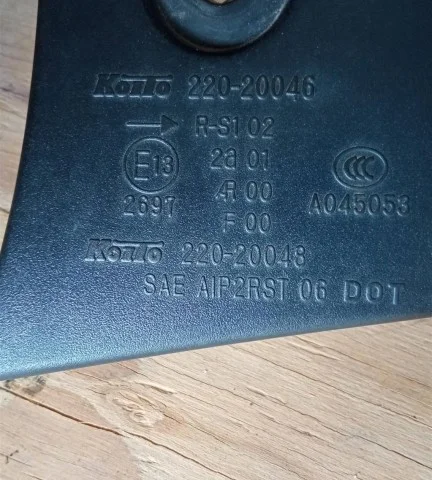 KOITO 220-20046
→ R-S1 02
E13 2a 01
2697 AR 00
F 00
CCC
A045053
KOITO 220-20048
SAE AIP2RST 06 DOT